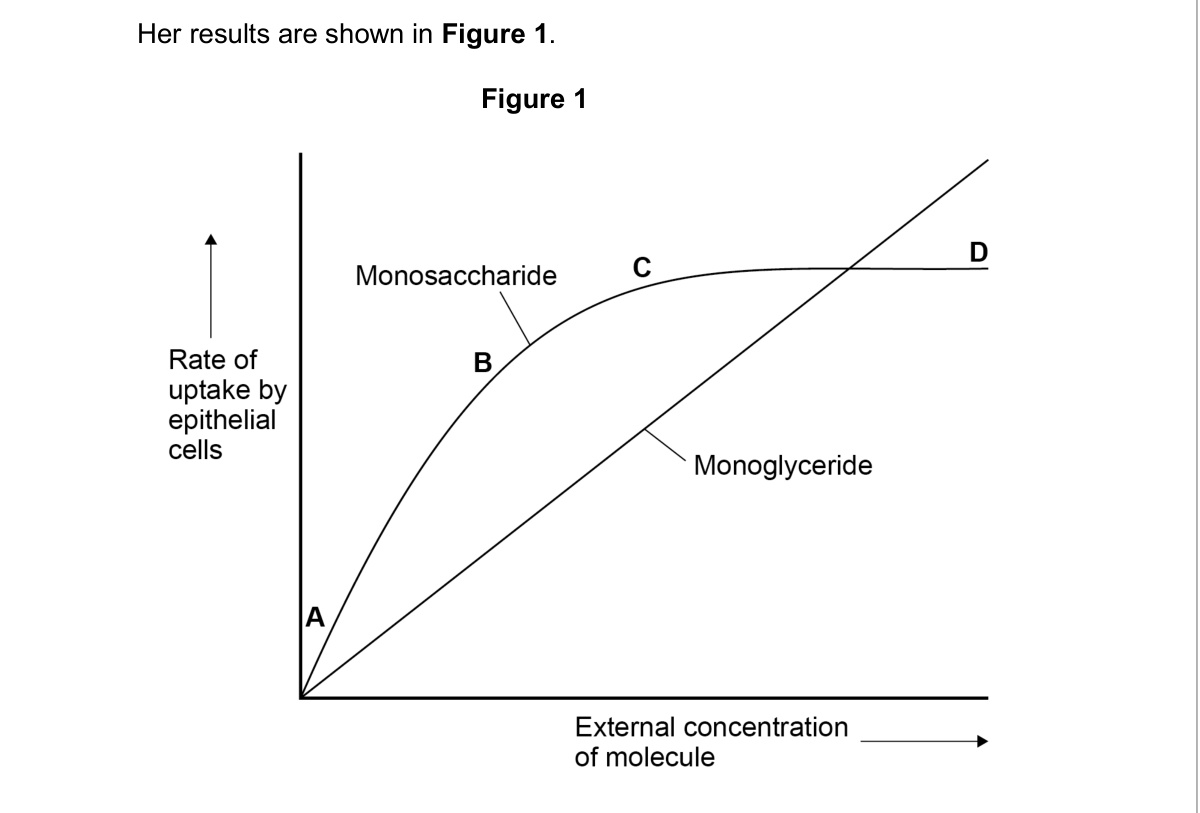 Her results are shown in Figure 1.
Figure 1
D
C
Monosaccharide
B
Rate of
uptake by
epithelial
cells
Monoglyceride
A
External concentration
of molecule